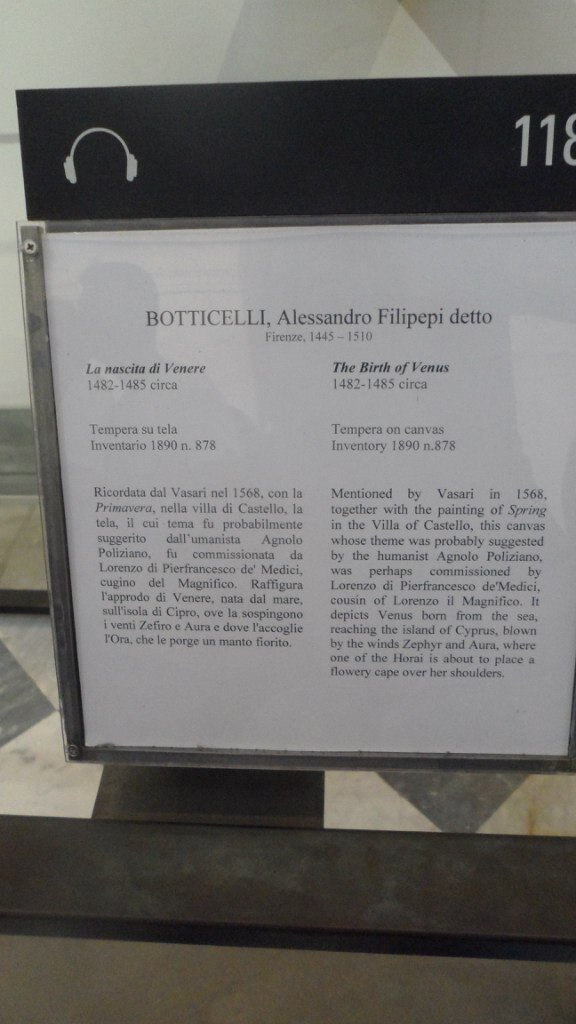 118
BOTTICELLI, Alessandro Filipepi detto
Firenze, 1445 – 1510
La nascita di Venere
1482-1485 circa
Tempera su tela
Inventario 1890 n. 878
Ricordata dal Vasari nel 1568, con la
Primavera, nella villa di Castello, la
tela, il cui tema fu probabilmente
suggerito dall'umanista Agnolo
Poliziano, fu commissionata da
Lorenzo di Pierfrancesco de' Medici,
cugino del Magnifico. Raffigura
l'approdo di Venere, nata dal mare,
sull'isola di Cipro, ove la sospingono
i venti Zefiro e Aura e dove l'accoglie
l'Ora, che le porge un manto fiorito.
The Birth of Venus
1482-1485 circa
Tempera on canvas
Inventory 1890 n.878
Mentioned by Vasari in 1568,
together with the painting of Spring
in the Villa of Castello, this canvas
whose theme was probably suggested
by the humanist Agnolo Poliziano,
was perhaps commissioned by
Lorenzo di Pierfrancesco de'Medici,
cousin of Lorenzo il Magnifico. It
depicts Venus born from the sea,
reaching the island of Cyprus, blown
by the winds Zephyr and Aura, where
one of the Horai is about to place a
flowery cape over her shoulders.